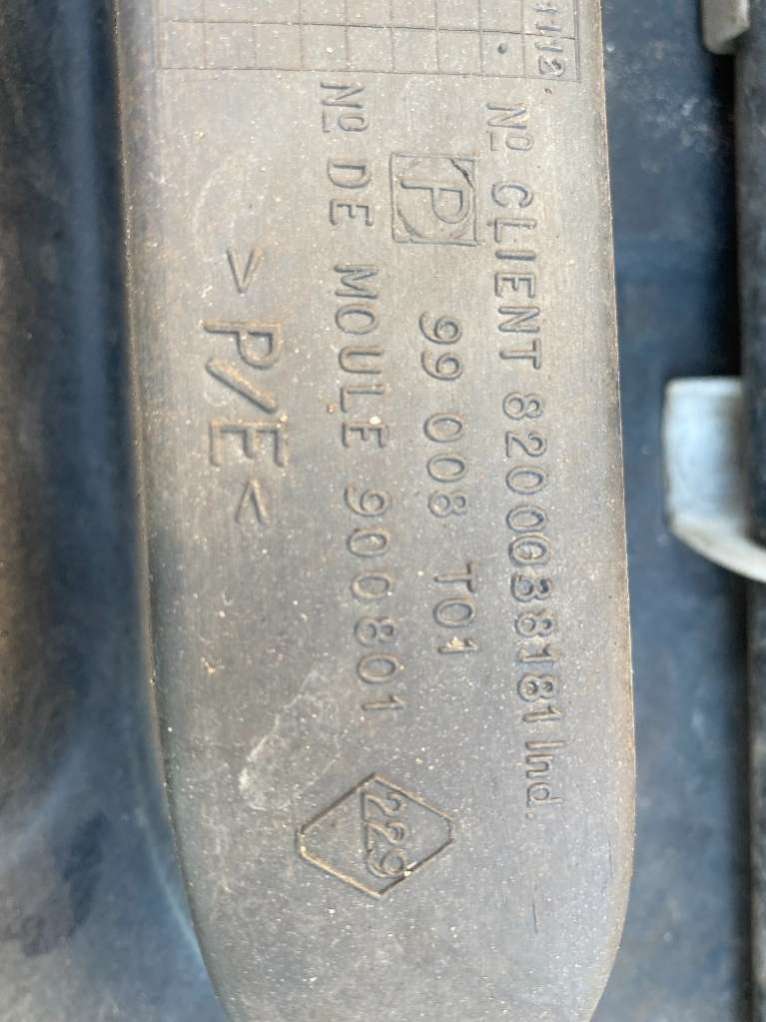 Nº CLIENT 8200038181 Ind.
P 99 008 T01
Nº DE MOULE 900801
229
>P/E<